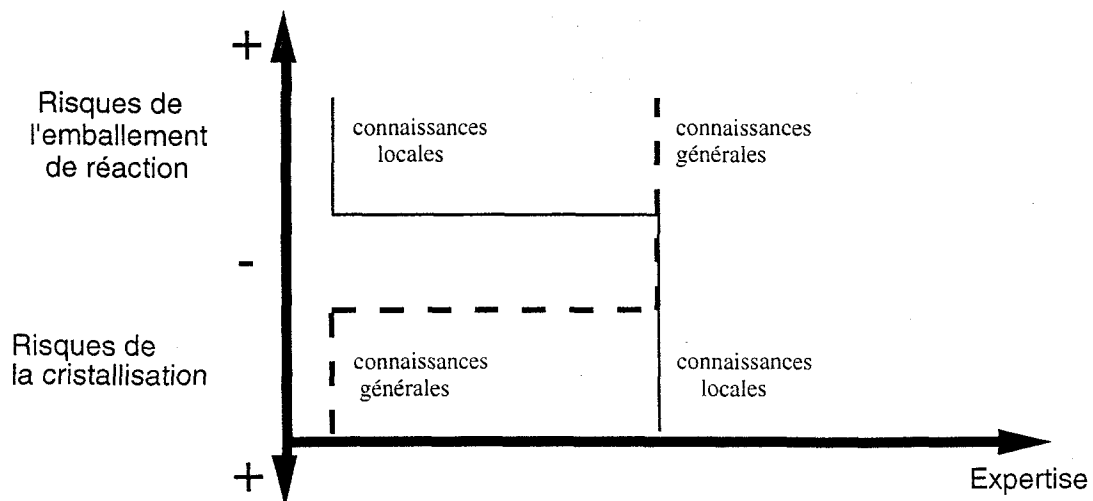 +
Risques de
l'emballement
de réaction
connaissances
locales
connaissances
générales
-
Risques de
la cristallisation
connaissances
générales
connaissances
locales
+
Expertise